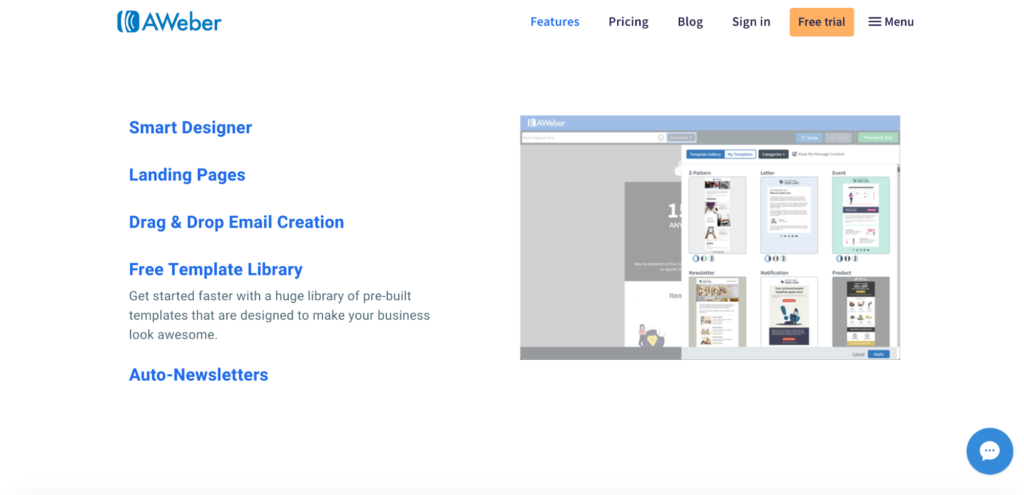 AWeber
Features Pricing Blog Sign in Free trial Menu
Smart Designer
Landing Pages
Drag & Drop Email Creation
Free Template Library
Get started faster with a huge library of pre-built
templates that are designed to make your business
look awesome.
Auto-Newsletters
AWeber
Template Gallery My Templates Categories Keep My Message Content
Z-Pattern Letter Event
15
ANY
Newsletter Notification Product
Item
Cancel Apply